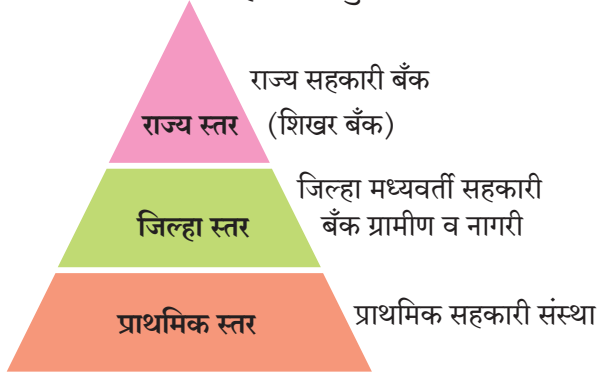 राज्य सहकारी बँक
राज्य स्तर (शिखर बँक)
जिल्हा मध्यवर्ती सहकारी
जिल्हा स्तर बँक ग्रामीण व नागरी
प्राथमिक स्तर प्राथमिक सहकारी संस्था